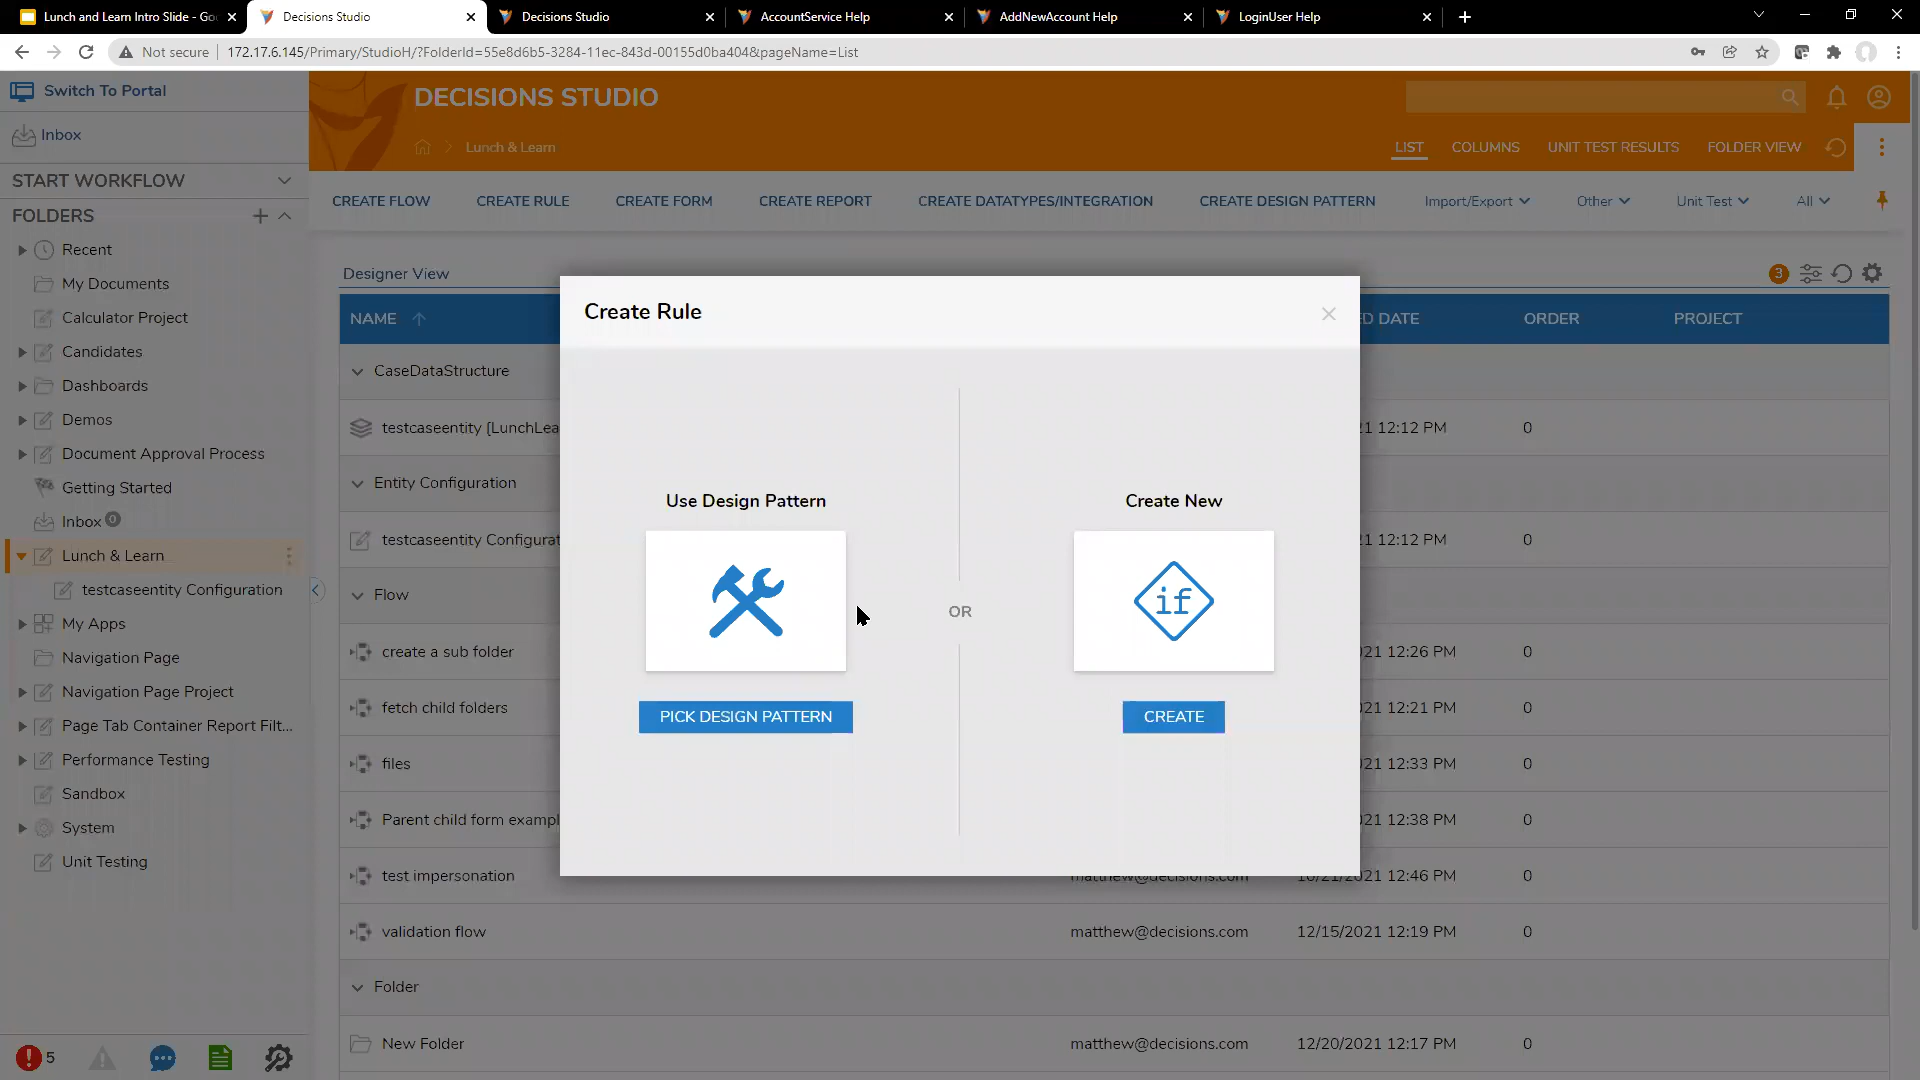 Lunch and Learn Intro Slide - Go
Decisions Studio
Decisions Studio
AccountService Help
AddNewAccount Help
LoginUser Help
Not secure
172.17.6.145/Primary/StudioH/?FolderId=55e8d6b5-3284-11ec-843d-00155d0ba404&pageName=List
Switch To Portal
Inbox
START WORKFLOW
FOLDERS
Recent
My Documents
Calculator Project
Candidates
Dashboards
Demos
Document Approval Process
Getting Started
Inbox 0
Lunch & Learn
testcaseentity Configuration
My Apps
Navigation Page
Navigation Page Project
Page Tab Container Report Filt...
Performance Testing
Sandbox
System
Unit Testing
5
DECISIONS STUDIO
Lunch & Learn
LIST COLUMNS UNIT TEST RESULTS FOLDER VIEW
CREATE FLOW CREATE RULE CREATE FORM CREATE REPORT CREATE DATATYPES/INTEGRATION CREATE DESIGN PATTERN Import/Export Other Unit Test All
Designer View
3
NAME
D DATE ORDER PROJECT
CaseDataStructure
testcaseentity [LunchLea
21 12:12 PM 0
Entity Configuration
testcaseentity Configurat
21 12:12 PM 0
Flow
create a sub folder
2021 12:26 PM 0
fetch child folders
2021 12:21 PM 0
files
2021 12:33 PM 0
Parent child form exampl
021 12:38 PM 0
test impersonation
matthew@decisions.com 10/21/2021 12:46 PM 0
validation flow
matthew@decisions.com 12/15/2021 12:19 PM 0
Folder
New Folder
matthew@decisions.com 12/20/2021 12:17 PM 0
Create Rule
Use Design Pattern
PICK DESIGN PATTERN
OR
Create New
if
CREATE